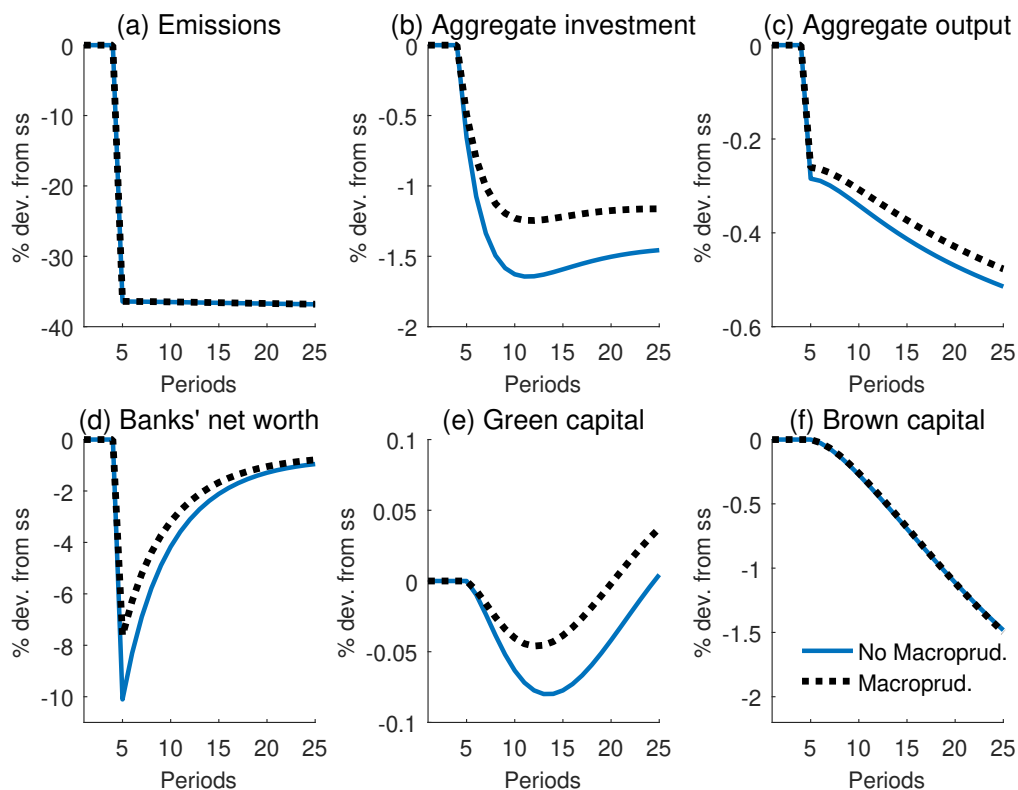 (a) Emissions
0
-10
-20
-30
-40
% dev. from ss
5 10 15 20 25
Periods
(b) Aggregate investment
0
-0.5
-1
-1.5
-2
% dev. from ss
5 10 15 20 25
Periods
(c) Aggregate output
0
-0.2
-0.4
-0.6
% dev. from ss
5 10 15 20 25
Periods
(d) Banks' net worth
0
-2
-4
-6
-8
-10
% dev. from ss
5 10 15 20 25
Periods
(e) Green capital
0.1
0.05
0
-0.05
-0.1
% dev. from ss
5 10 15 20 25
Periods
(f) Brown capital
0
-0.5
-1
-1.5
-2
% dev. from ss
No Macroprud.
Macroprud.
5 10 15 20 25
Periods